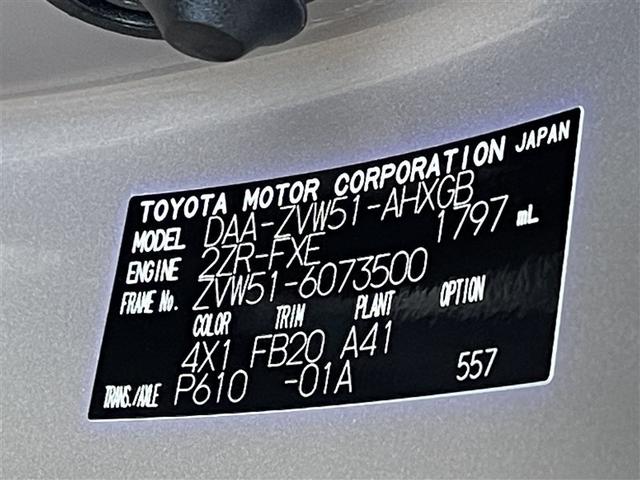 TOYOTA MOTOR CORPORATION JAPAN
MODEL DAA-ZVW51-AHXGB
ENGINE 2ZR-FXE 1797 mL
FRAME No. ZVW51-6073500
COLOR TRIM PLANT OPTION
4X1 FB20 A41
TRANS./AXLE P610 -01A 557